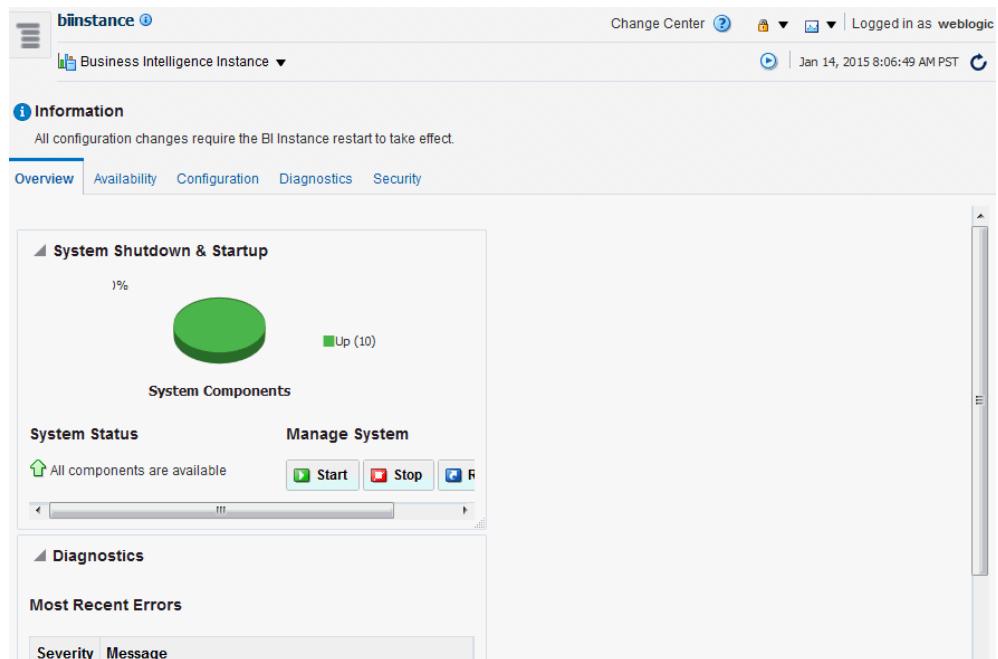 biinstance
Change Center
Logged in as weblogic
Business Intelligence Instance
Jan 14, 2015 8:06:49 AM PST
Information
All configuration changes require the BI Instance restart to take effect.
Overview Availability Configuration Diagnostics Security
System Shutdown & Startup
)%
Up (10)
System Components
System Status Manage System
All components are available
Start Stop R
Diagnostics
Most Recent Errors
Severity Message